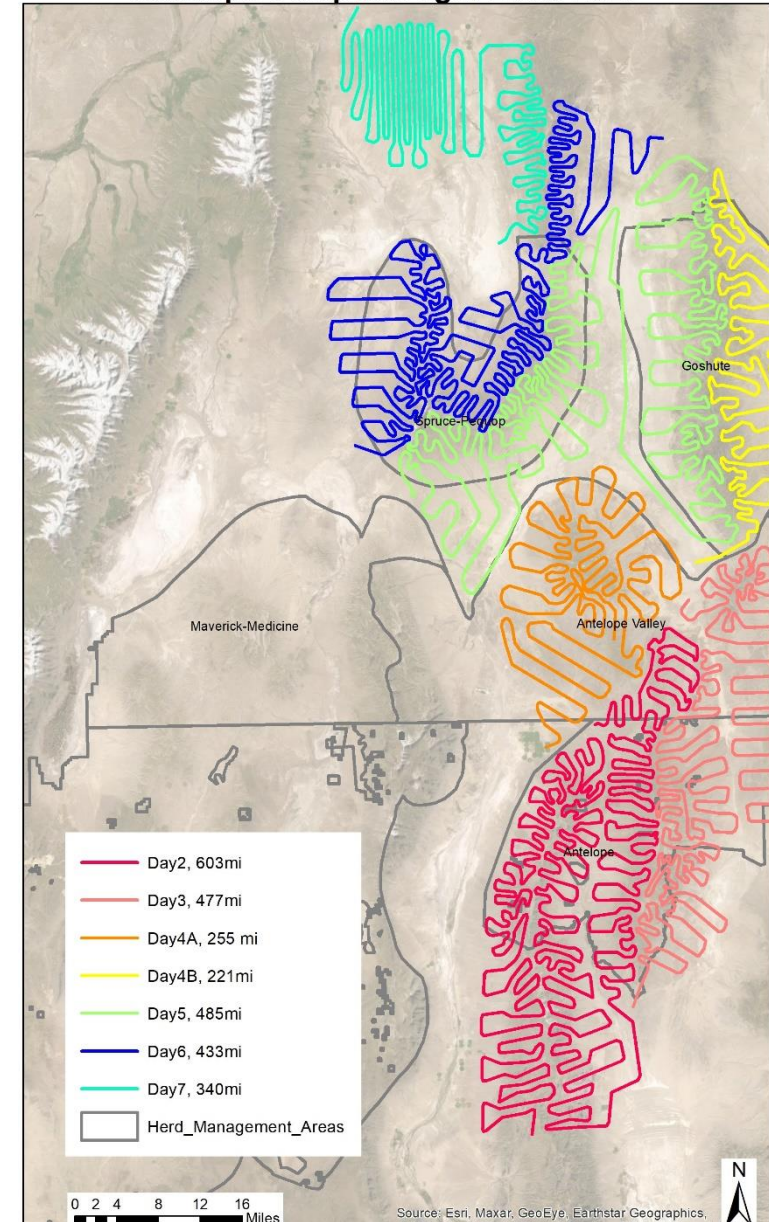 Goshute
Spruce-Pequop
Maverick-Medicine
Antelope Valley
Antelope
Day2, 603mi
Day3, 477mi
Day4A, 255 mi
Day4B, 221mi
Day5, 485mi
Day6, 433mi
Day7, 340mi
Herd_Management_Areas
N
0 2 4 8 12 16
Miles
Source: Esri, Maxar, GeoEye, Earthstar Geographics,